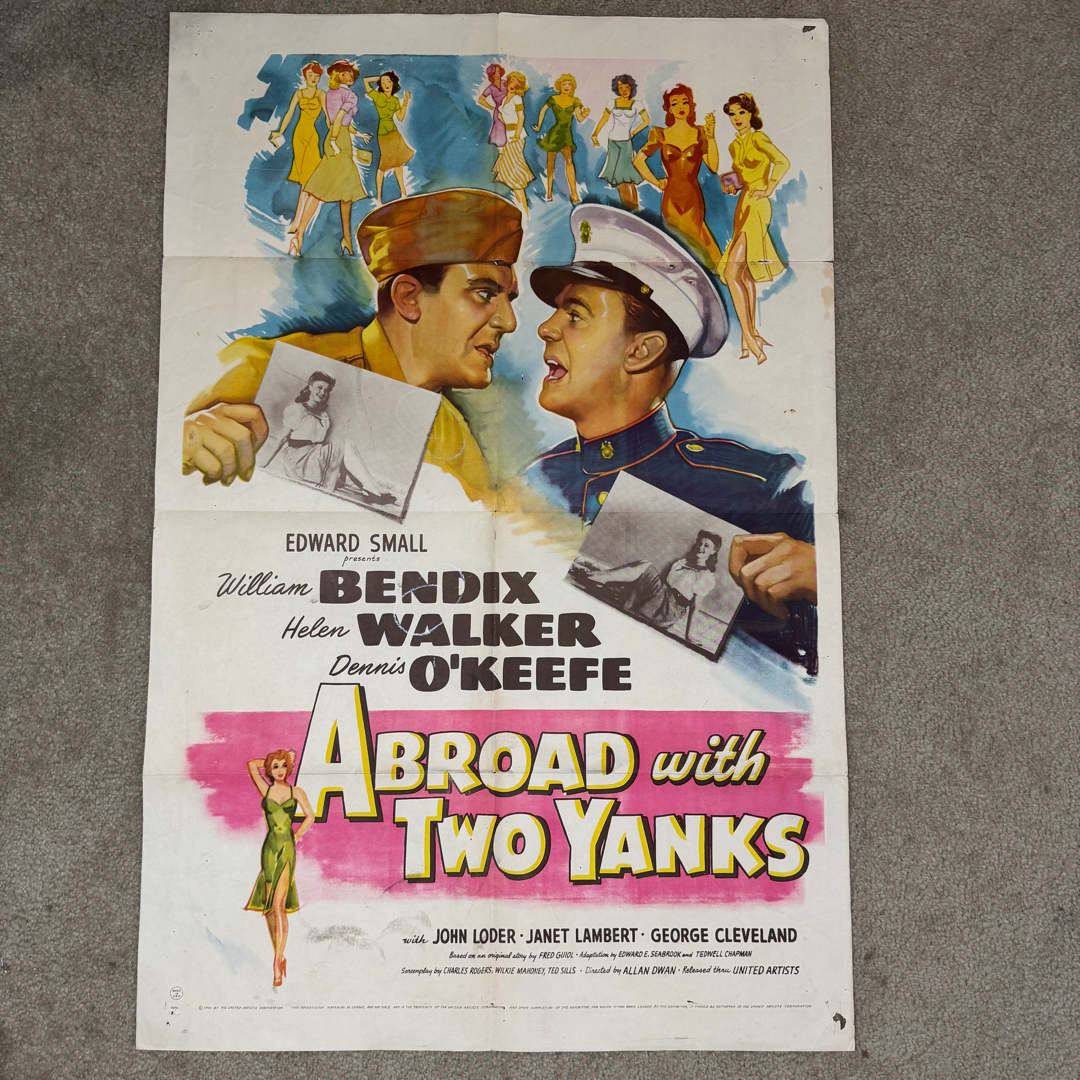 EDWARD SMALL
presents
William BENDIX
Helen WALKER
Dennis O'KEEFE
ABROAD with
TWO YANKS
with JOHN LODER · JANET LAMBERT · GEORGE CLEVELAND
Based on an original story by FRED GUIOL · Adaptation by EDWARD E. SEABROOK and TEDWELL CHAPMAN
Screenplay by CHARLES ROGERS, WILKIE MAHONEY, TED SILLS · Directed by ALLAN DWAN · Released thru UNITED ARTISTS